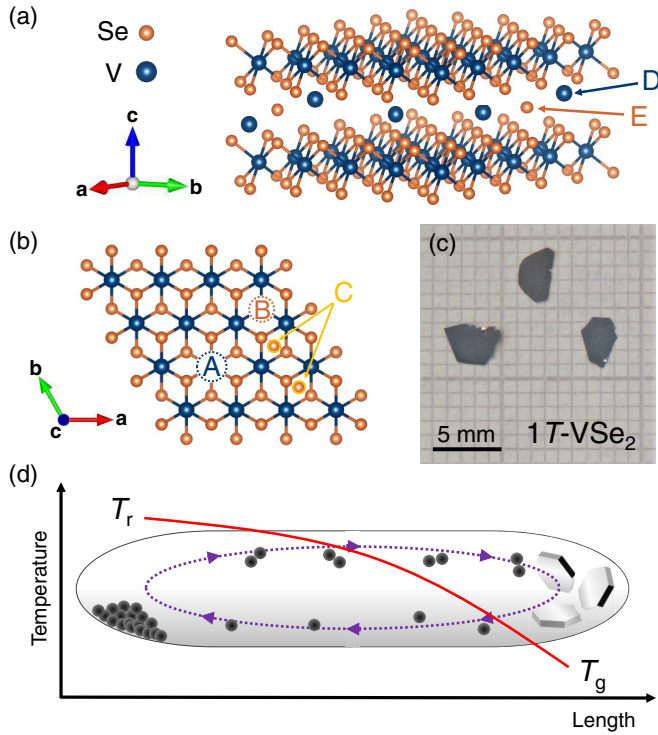 (a)
Se
V
c
a
b
D
E
(b)
A
B
C
b
c
a
(c)
5 mm
1T-VSe₂
(d)
Temperature
Tr
Tg
Length